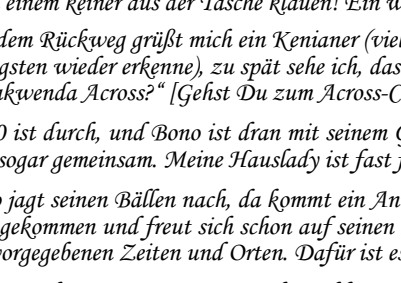 einem keiner aus der Tasche klauen! Ein w
dem Rückweg grüßt mich ein Kenianer (viel
gsten wieder erkenne), zu spät sehe ich, das
akwenda Across?“ [Gehst Du zum Across-C
0 ist durch, und Bono ist dran mit seinem G
sogar gemeinsam. Meine Hauslady ist fast f
o jagt seinen Bällen nach, da kommt ein An
gekommen und freut sich schon auf seinen
vorgegebenen Zeiten und Orten. Dafür ist es